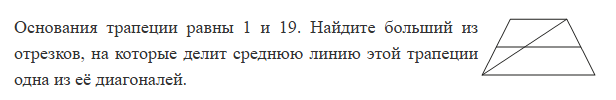 Основания трапеции равны 1 и 19. Найдите больший из
отрезков, на которые делит среднюю линию этой трапеции
одна из её диагоналей.